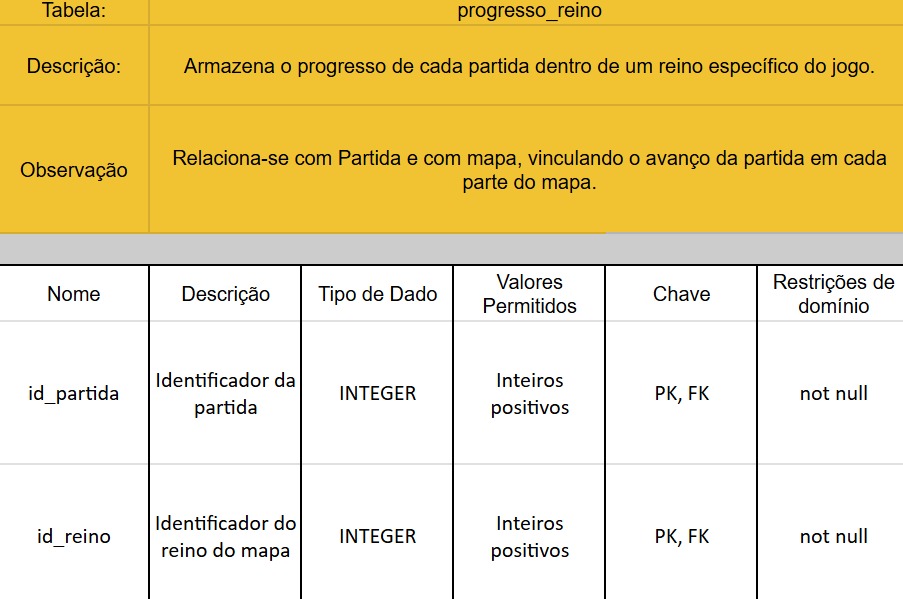 Tabela:
progresso_reino
Descrição:
Armazena o progresso de cada partida dentro de um reino específico do jogo.
Observação
Relaciona-se com Partida e com mapa, vinculando o avanço da partida em cada
parte do mapa.
Nome
Descrição
Tipo de Dado
Valores
Permitidos
Chave
Restrições de
domínio
id_partida
Identificador da
partida
INTEGER
Inteiros
positivos
PK, FK
not null
id_reino
Identificador do
reino do mapa
INTEGER
Inteiros
positivos
PK, FK
not null